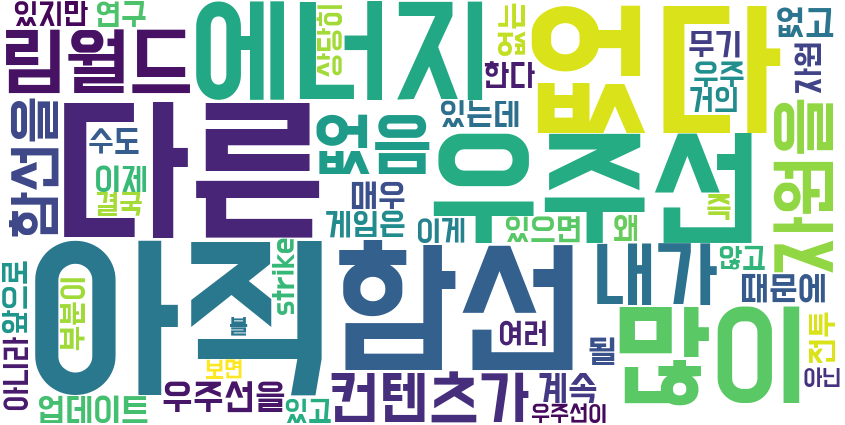 있지만 연구
림월드
에너지
상당히
없는
한다
없다
무기
우주
거의
없고
자원
함선을
다른
수도
이제
결국
없음
있는데
매우
게임은
이게
우주선
있으면
왜
자원을
앞으로
부분이
아직
strike
함선
내가
않고
때문에
아니라
블
보면
여러
될
많이
전투
아닌
업데이트
우주선을
있고
컨텐츠가
계속
우주선이